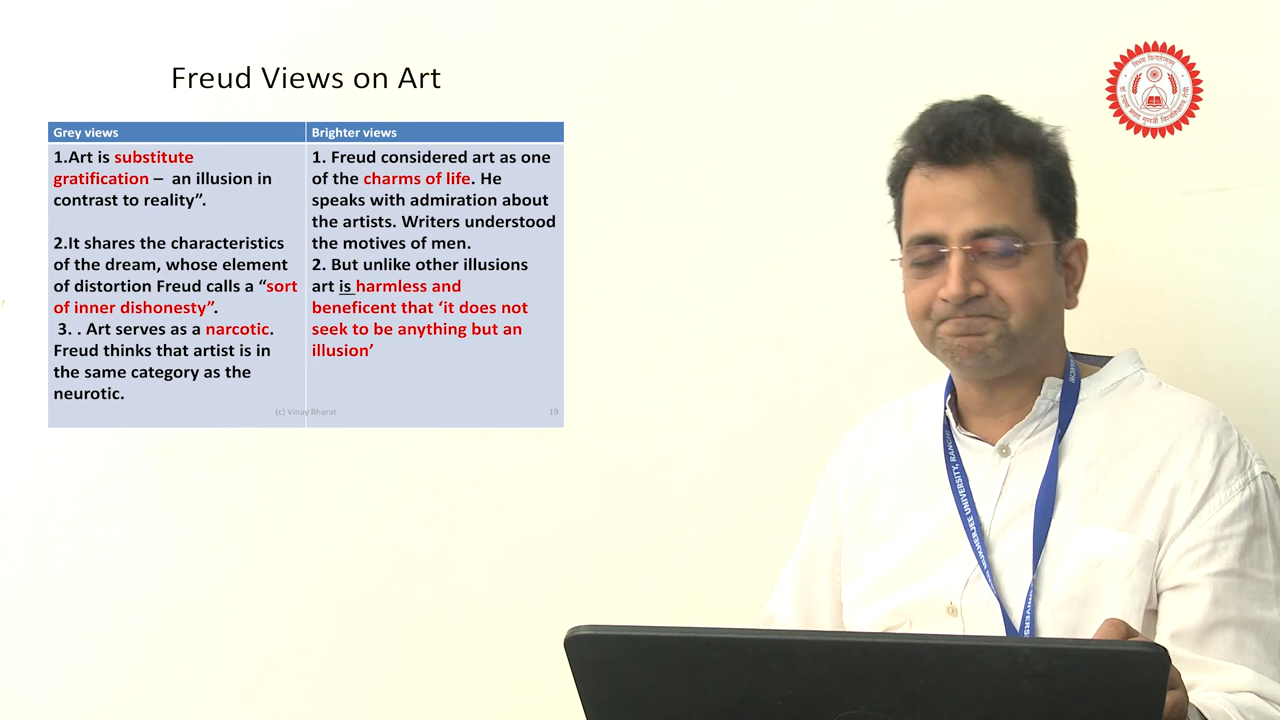 Freud Views on Art
Grey views
1.Art is substitute
gratification – an illusion in
contrast to reality”.
2.It shares the characteristics
of the dream, whose element
of distortion Freud calls a “sort
of inner dishonesty”.
3. . Art serves as a narcotic.
Freud thinks that artist is in
the same category as the
neurotic.
Brighter views
1. Freud considered art as one
of the charms of life. He
speaks with admiration about
the artists. Writers understood
the motives of men.
2. But unlike other illusions
art is harmless and
beneficent that ‘it does not
seek to be anything but an
illusion’
(c) Vinay Bharat
19
MUKHERJEE UNIVERSITY, RANCHI